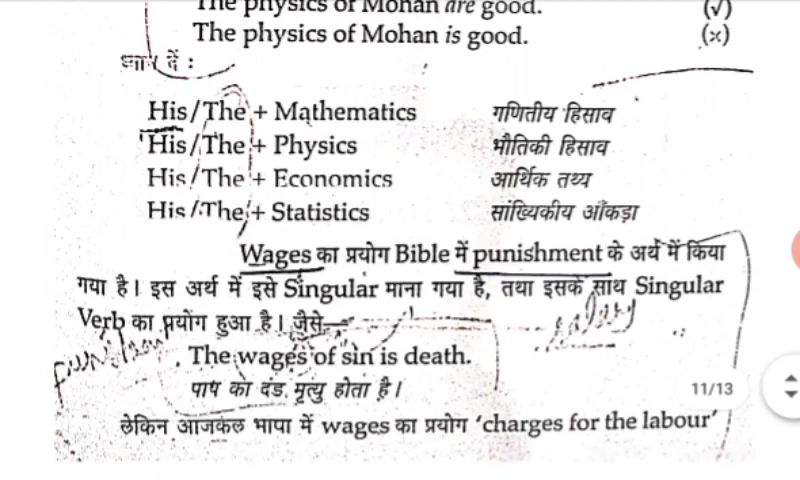 The physics of Mohan are good. (√)
The physics of Mohan is good. (×)
ध्यान दें :
His/The + Mathematics गणितीय हिसाब
His/The + Physics भौतिकी हिसाब
His/The + Economics आर्थिक तथ्य
His/The + Statistics सांख्यिकीय आँकड़ा
Wages का प्रयोग Bible में punishment के अर्थ में किया
गया है। इस अर्थ में इसे Singular माना गया है, तथा इसके साथ Singular
Verb का प्रयोग हुआ है। जैसे—
salary
The wages of sin is death.
पाप का दंड मृत्यु होता है।
11/13
लेकिन आजकल भाषा में wages का प्रयोग 'charges for the labour'